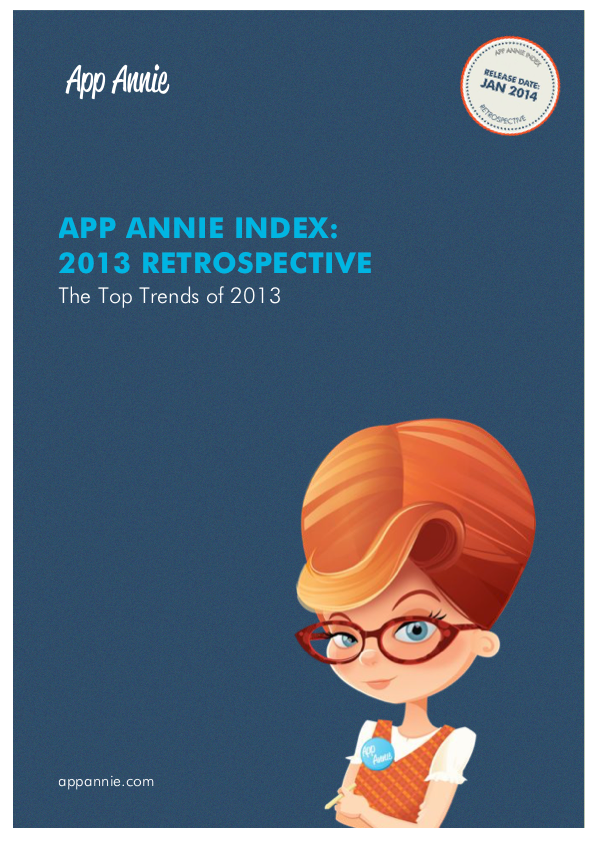 App Annie
APP ANNIE INDEX
RELEASE DATE:
JAN 2014
RETROSPECTIVE
APP ANNIE INDEX:
2013 RETROSPECTIVE
The Top Trends of 2013
App
Annie
appannie.com